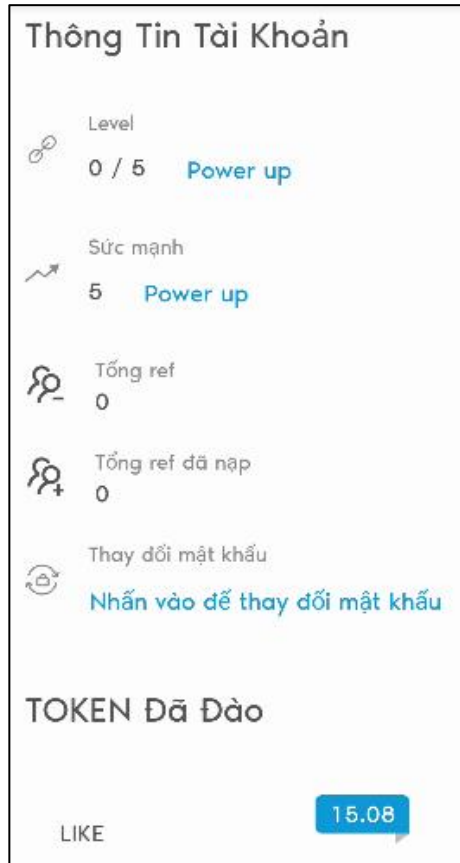 Thông Tin Tài Khoản
Level
0 / 5 Power up
Sức mạnh
5 Power up
Tổng ref
0
Tổng ref đã nạp
0
Thay đổi mật khẩu
Nhấn vào để thay đổi mật khẩu
TOKEN Đã Đào
15.08
LIKE